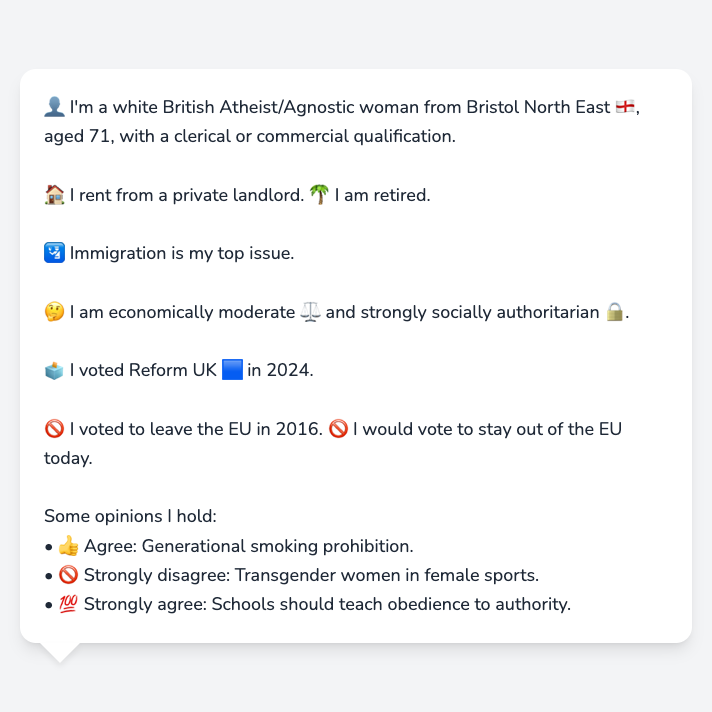 👤 I'm a white British Atheist/Agnostic woman from Bristol North East 🏴󠁧󠁢󠁥󠁮󠁧󠁿,
aged 71, with a clerical or commercial qualification.
🏠 I rent from a private landlord. 🌴 I am retired.
🛂 Immigration is my top issue.
🤔 I am economically moderate ⚖️ and strongly socially authoritarian 🔒.
🗳️ I voted Reform UK 🟦 in 2024.
🚫 I voted to leave the EU in 2016. 🚫 I would vote to stay out of the EU
today.
Some opinions I hold:
• 👍 Agree: Generational smoking prohibition.
• 🚫 Strongly disagree: Transgender women in female sports.
• 💯 Strongly agree: Schools should teach obedience to authority.